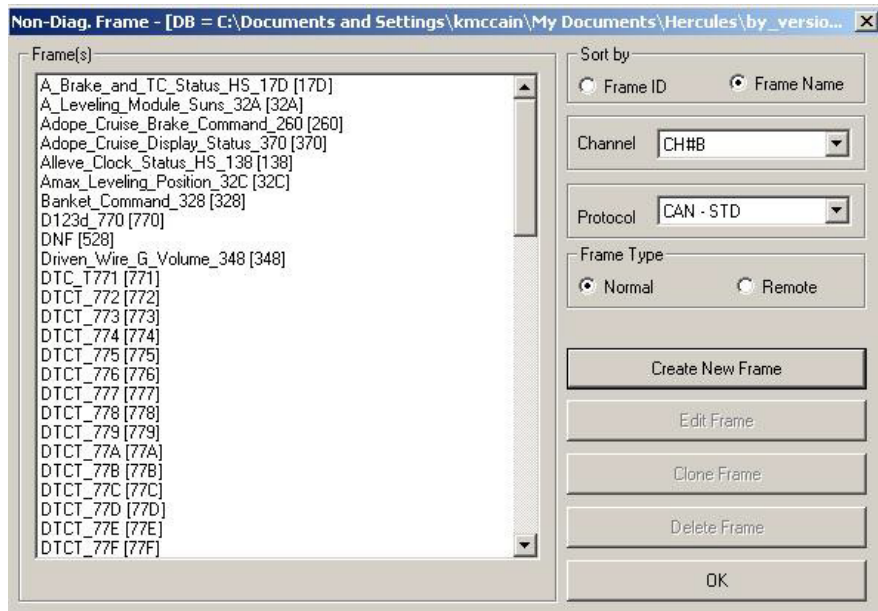 Non-Diag. Frame - [DB = C:\Documents and Settings\kmccain\My Documents\Hercules\by_versio...
Frame(s)
A_Brake_and_TC_Status_HS_17D [17D]
A_Leveling_Module_Suns_32A [32A]
Adope_Cruise_Brake_Command_260 [260]
Adope_Cruise_Display_Status_370 [370]
Alleve_Clock_Status_HS_138 [138]
Amax_Leveling_Position_32C [32C]
Banket_Command_328 [328]
D123d_770 [770]
DNF [528]
Driven_Wire_G_Volume_348 [348]
DTC_T771 [771]
DTCT_772 [772]
DTCT_773 [773]
DTCT_774 [774]
DTCT_775 [775]
DTCT_776 [776]
DTCT_777 [777]
DTCT_778 [778]
DTCT_779 [779]
DTCT_77A [77A]
DTCT_77B [77B]
DTCT_77C [77C]
DTCT_77D [77D]
DTCT_77E [77E]
DTCT_77F [77F]
Sort by
Frame ID
Frame Name
Channel
CH#B
Protocol
CAN - STD
Frame Type
Normal
Remote
Create New Frame
Edit Frame
Clone Frame
Delete Frame
OK